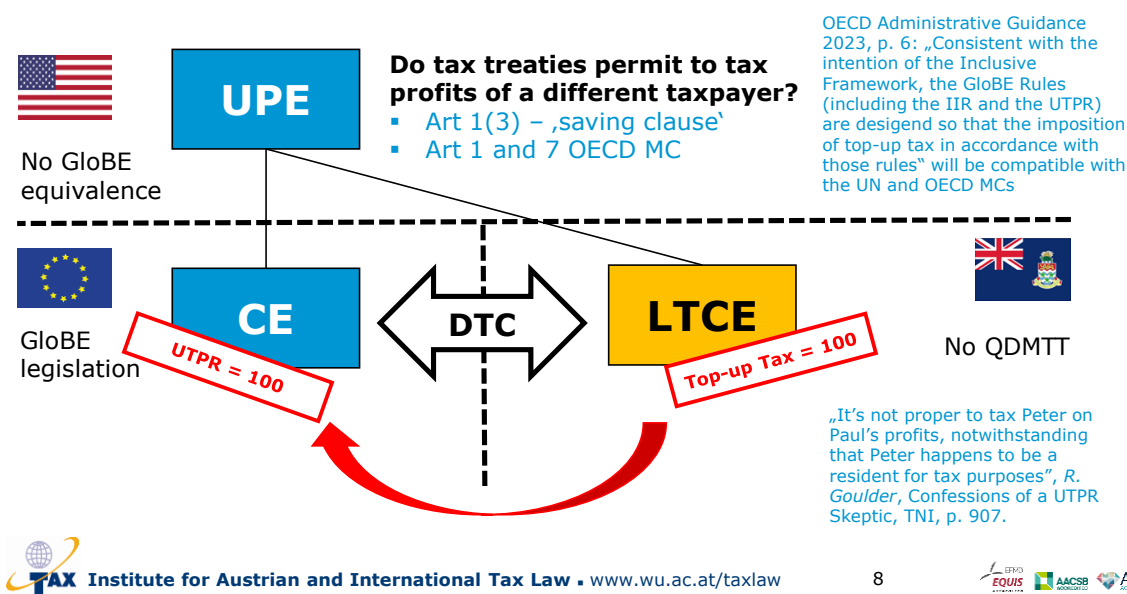 UPE
No GloBE
equivalence
Do tax treaties permit to tax
profits of a different taxpayer?
▪ Art 1(3) – ‚saving clause‘
▪ Art 1 and 7 OECD MC
OECD Administrative Guidance
2023, p. 6: „Consistent with the
intention of the Inclusive
Framework, the GloBE Rules
(including the IIR and the UTPR)
are desigend so that the imposition
of top-up tax in accordance with
those rules“ will be compatible with
the UN and OECD MCs
GloBE
legislation
CE
UTPR = 100
DTC
LTCE
Top-up Tax = 100
No QDMTT
„It’s not proper to tax Peter on
Paul’s profits, notwithstanding
that Peter happens to be a
resident for tax purposes”, R.
Goulder, Confessions of a UTPR
Skeptic, TNI, p. 907.
TAX Institute for Austrian and International Tax Law ▪ www.wu.ac.at/taxlaw
8
EFMD
EQUIS
AACSB
ACCREDITED